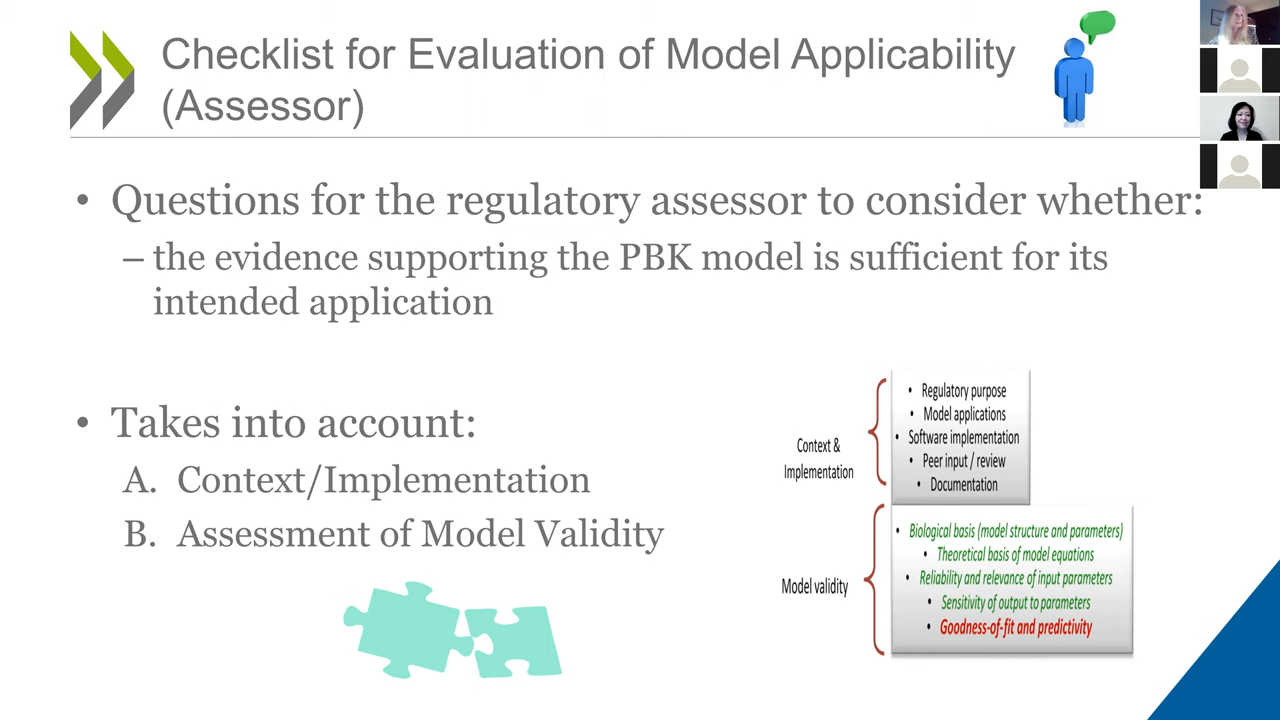 Checklist for Evaluation of Model Applicability
(Assessor)
• Questions for the regulatory assessor to consider whether:
– the evidence supporting the PBK model is sufficient for its
intended application
• Takes into account:
A. Context/Implementation
B. Assessment of Model Validity
Context &
Implementation
• Regulatory purpose
• Model applications
• Software implementation
• Peer input / review
• Documentation
Model validity
• Biological basis (model structure and parameters)
• Theoretical basis of model equations
• Reliability and relevance of input parameters
• Sensitivity of output to parameters
• Goodness-of-fit and predictivity